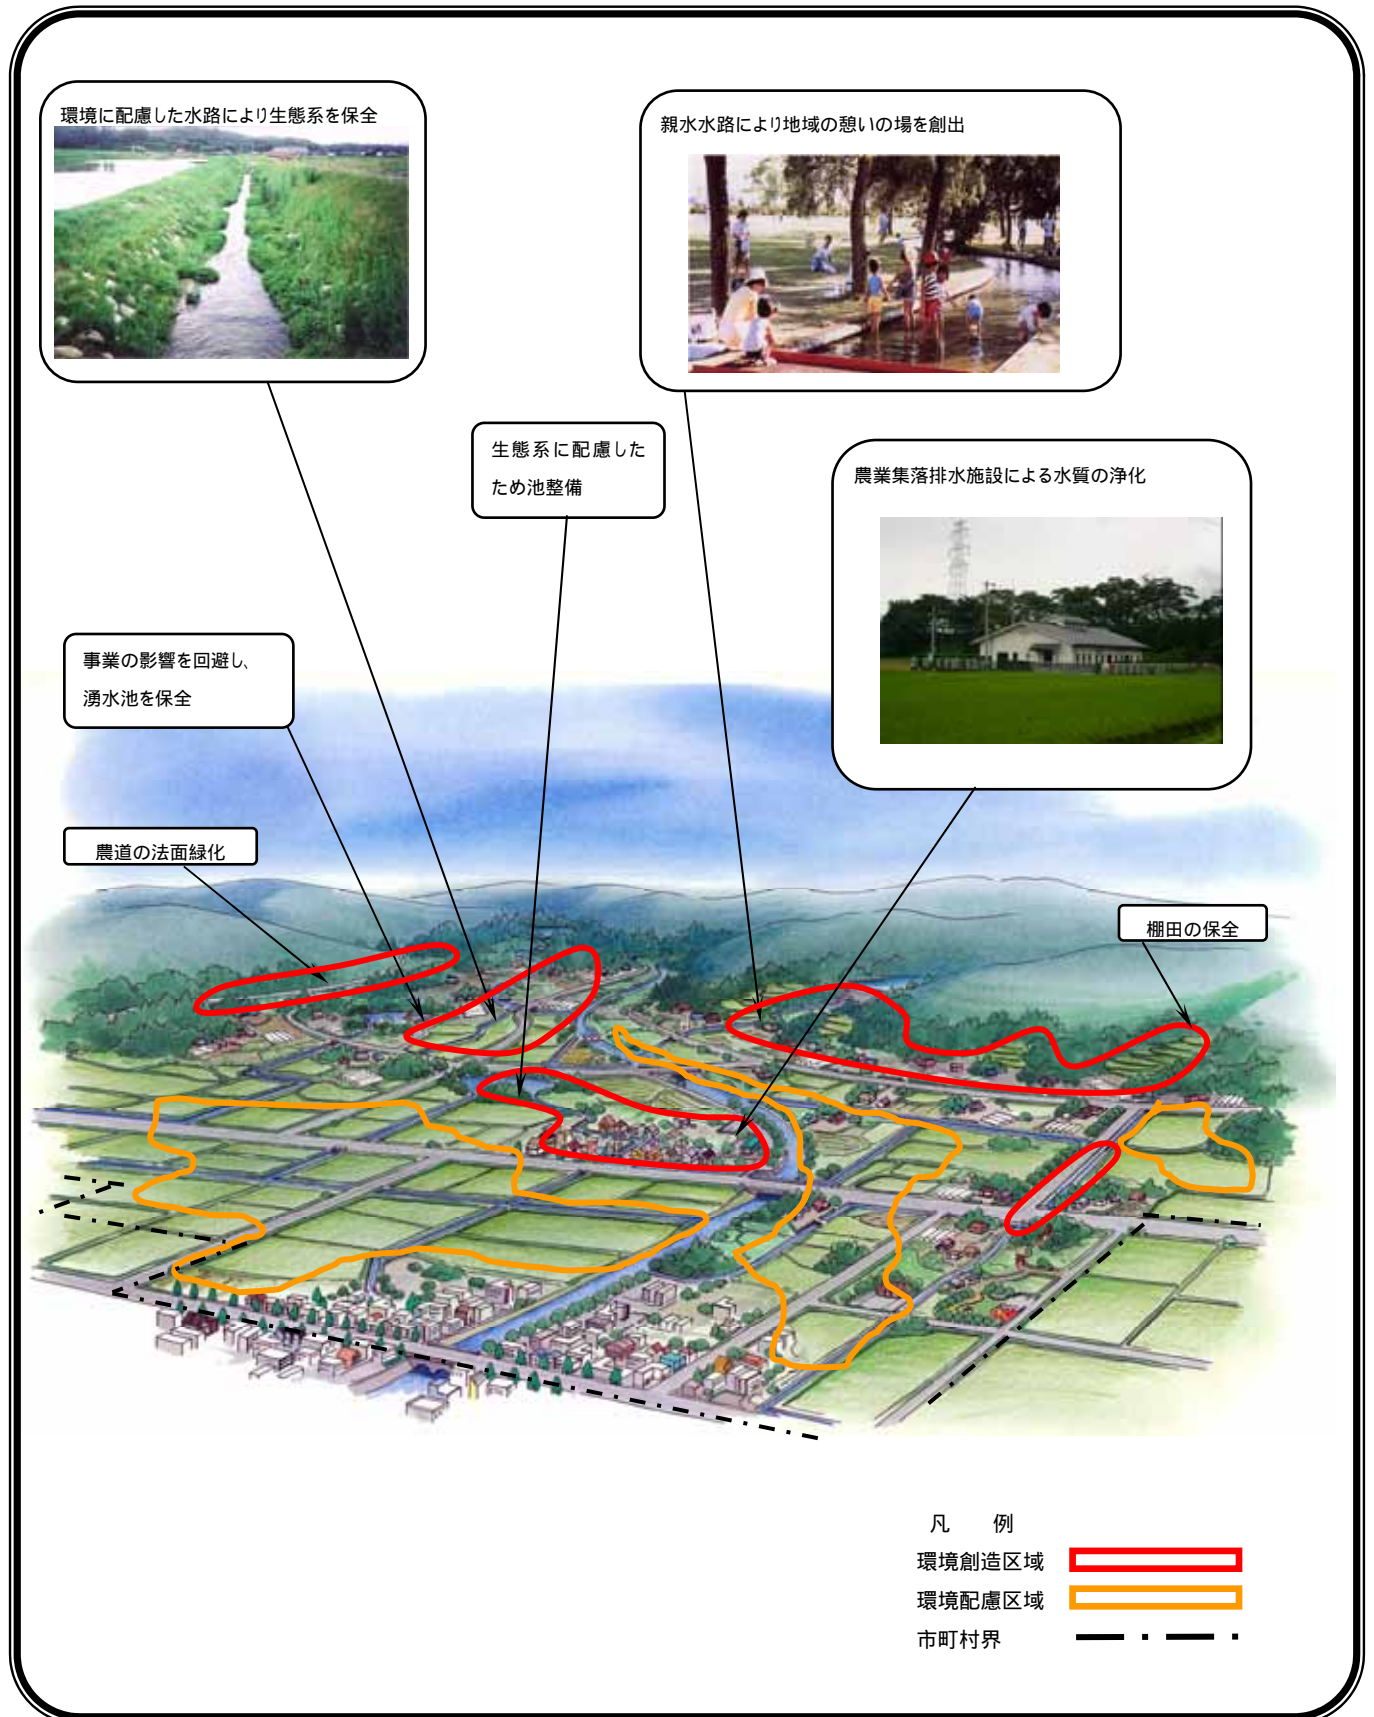 環境に配慮した水路により生態系を保全
親水水路により地域の憩いの場を創出
生態系に配慮した
ため池整備
農業集落排水施設による水質の浄化
事業の影響を回避し、
湧水池を保全
農道の法面緑化
棚田の保全
凡 例
環境創造区域
環境配慮区域
市町村界